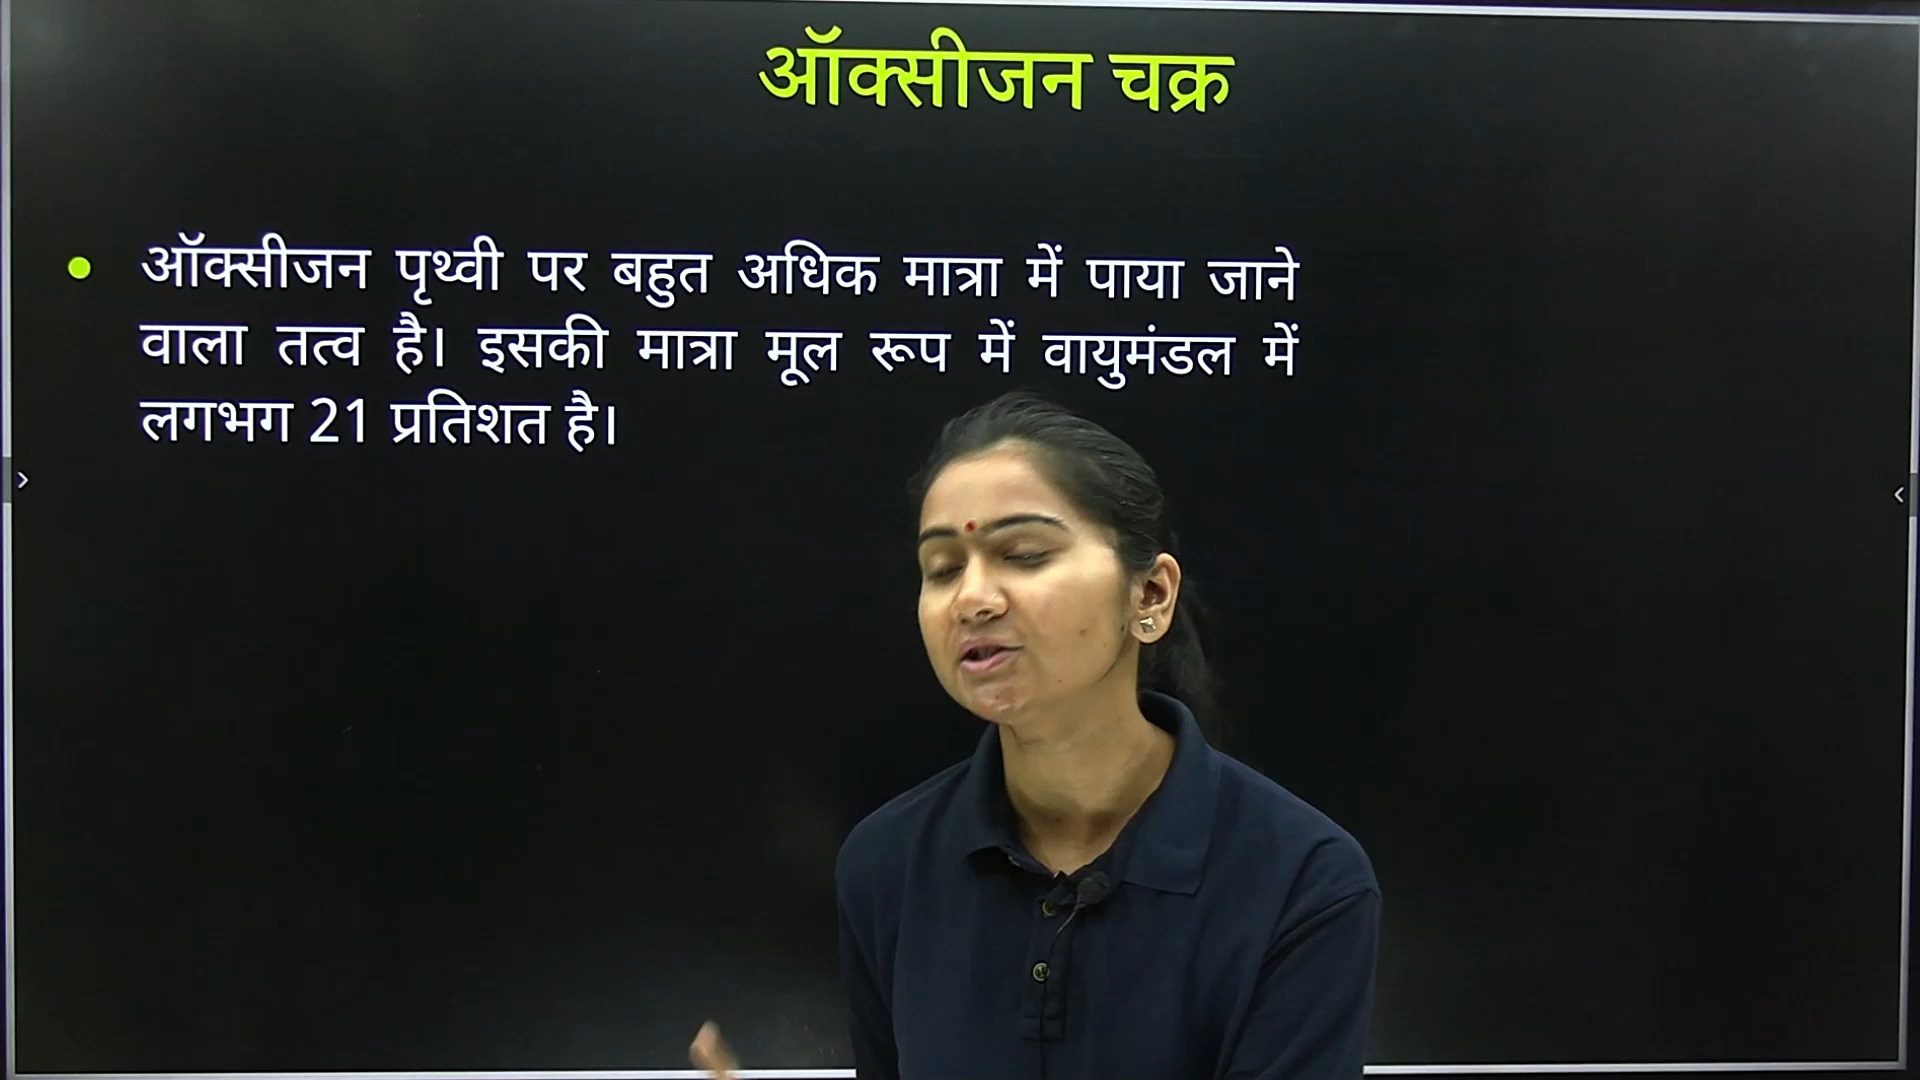 ऑक्सीजन चक्र
ऑक्सीजन पृथ्वी पर बहुत अधिक मात्रा में पाया जाने
वाला तत्व है। इसकी मात्रा मूल रूप में वायुमंडल में
लगभग 21 प्रतिशत है।